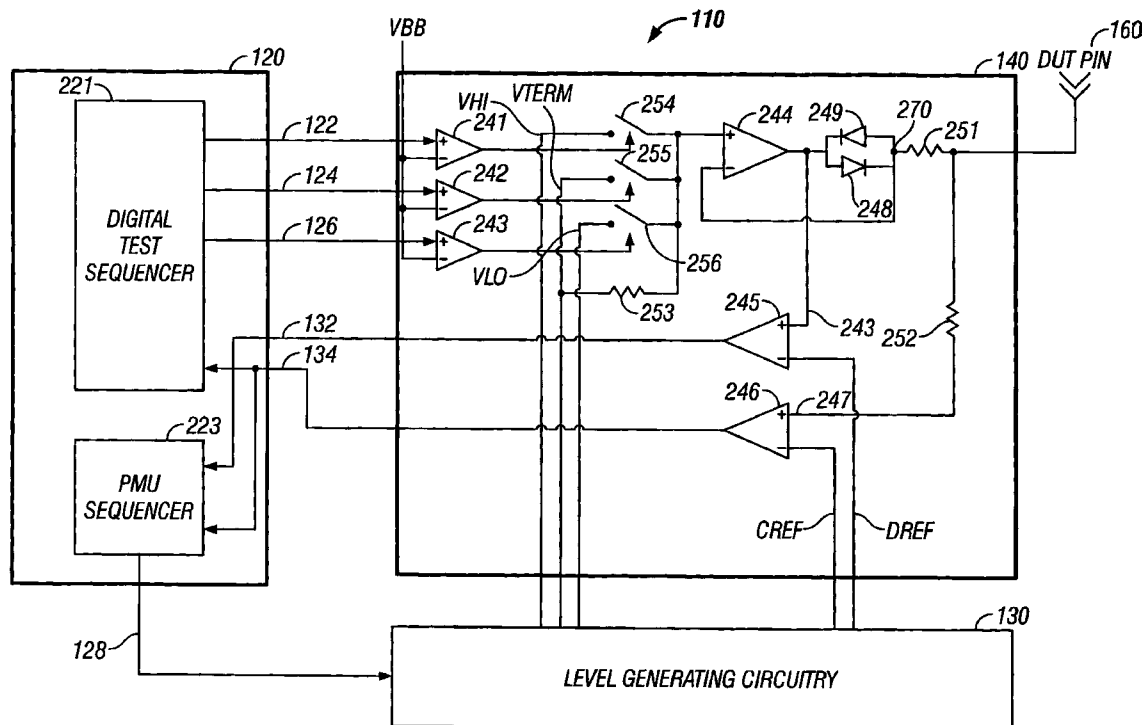 110
VBB
160
DUT PIN
120
140
221
VHI
VTERM
254
244
249
270
251
122
241
255
124
242
248
126
243
DIGITAL
TEST
SEQUENCER
VLO
256
253
245
243
252
132
134
246
247
223
PMU
SEQUENCER
CREF
DREF
128
130
LEVEL GENERATING CIRCUITRY